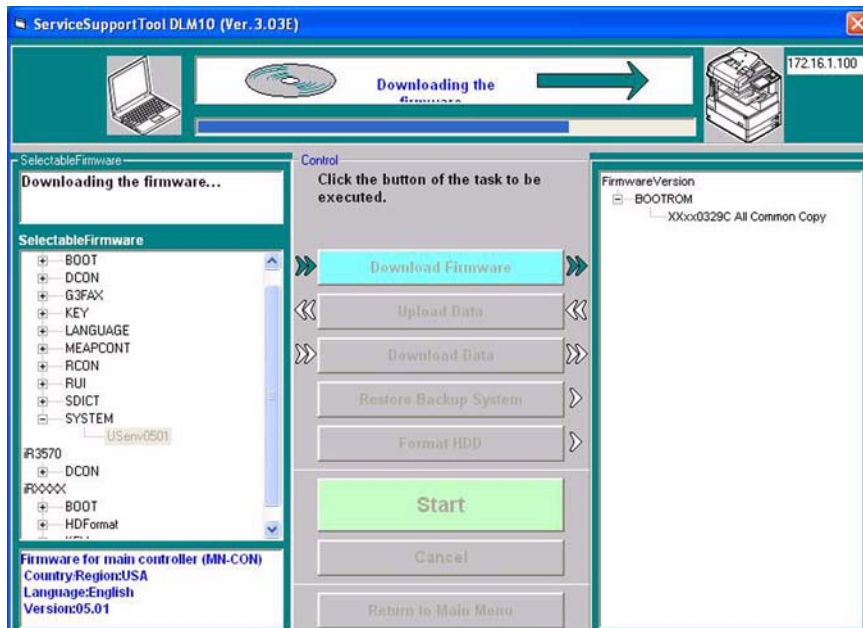 ServiceSupportTool DLM10 (Ver.3.03E)
Downloading the
172.16.1.100
SelectableFirmware
Downloading the firmware...
SelectableFirmware
BOOT
DCON
G3FAX
KEY
LANGUAGE
MEAPCONT
RCON
RUI
SDICT
SYSTEM
USenv0501
iR3570
DCON
iRXXXX
BOOT
HDFormat
Firmware for main controller (MN-CON)
Country/Region:USA
Language:English
Version:05.01
Control
Click the button of the task to be
executed.
Download Firmware
Upload Data
Download Data
Restore Backup System
Format HDD
Start
Cancel
Return to Main Menu
FirmwareVersion
BOOTROM
XXxx0329C All Common Copy